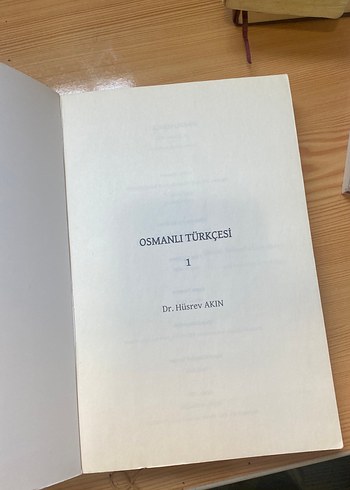 OSMANLI TÜRKÇESİ
1
Dr. Hüsrev AKIN